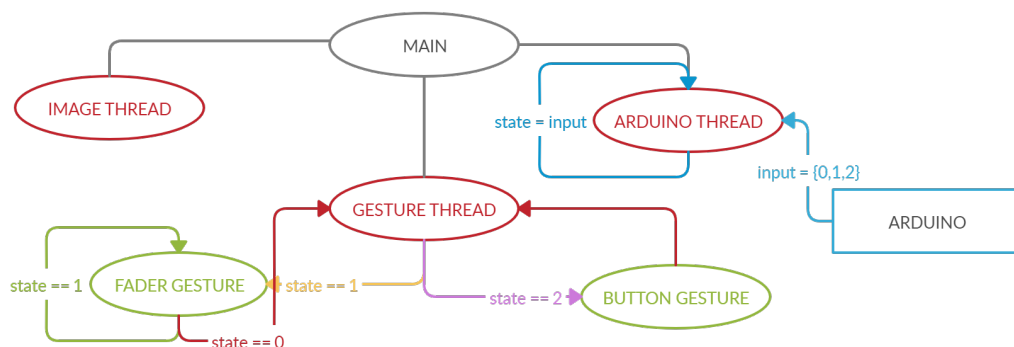 MAIN
IMAGE THREAD
state = input
ARDUINO THREAD
input = {0,1,2}
GESTURE THREAD
ARDUINO
state == 1
FADER GESTURE
state == 1
state == 2
BUTTON GESTURE
state == 0